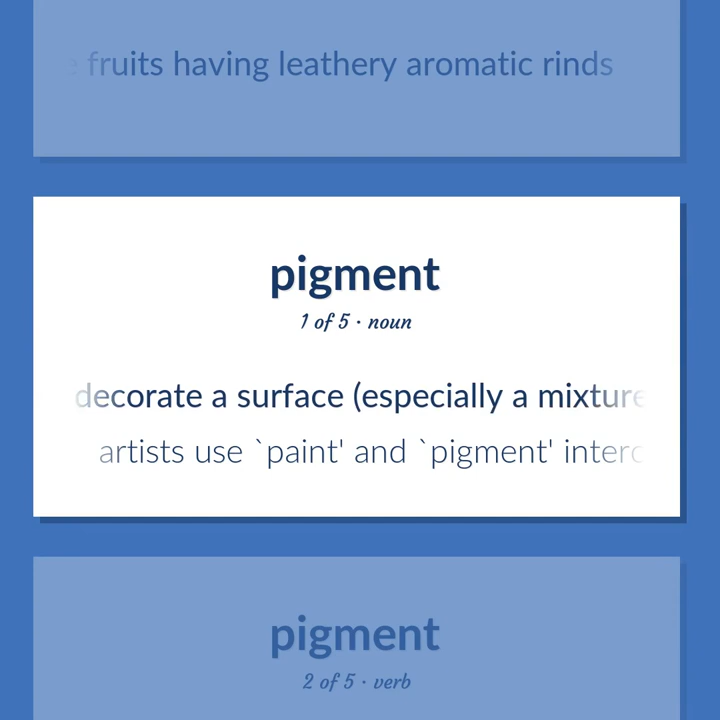 fruits having leathery aromatic rinds
pigment
1 of 5 · noun
decorate a surface (especially a mixture
artists use `paint' and `pigment'
pigment
2 of 5 · verb